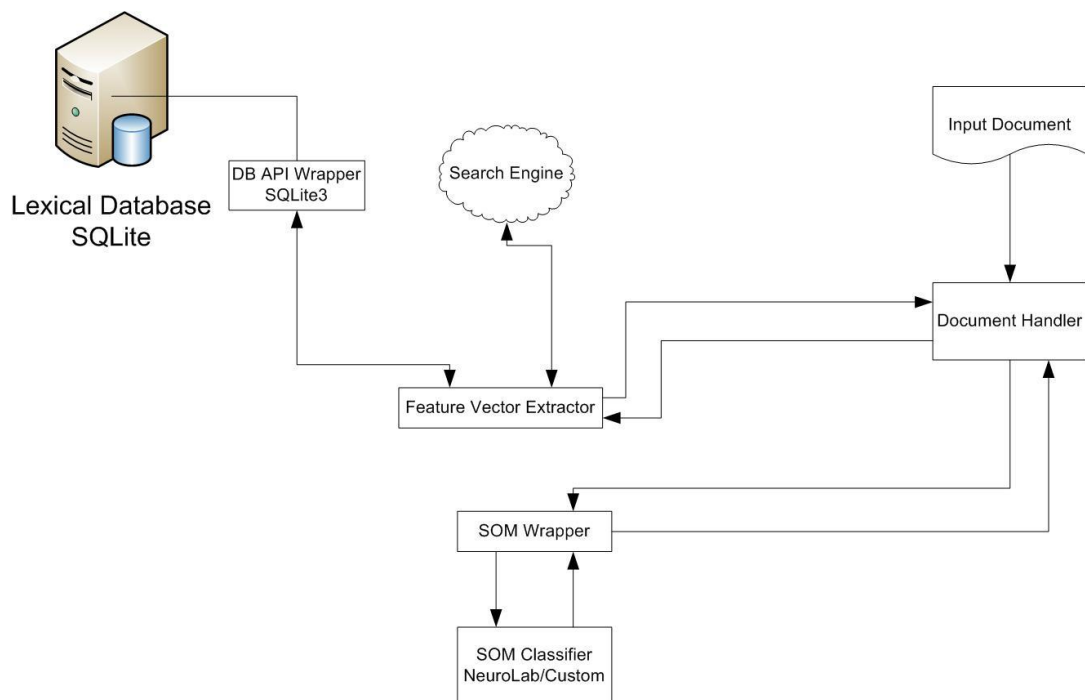 Lexical Database
SQLite
DB API Wrapper
SQLite3
Search Engine
Input Document
Document Handler
Feature Vector Extractor
SOM Wrapper
SOM Classifier
NeuroLab/Custom